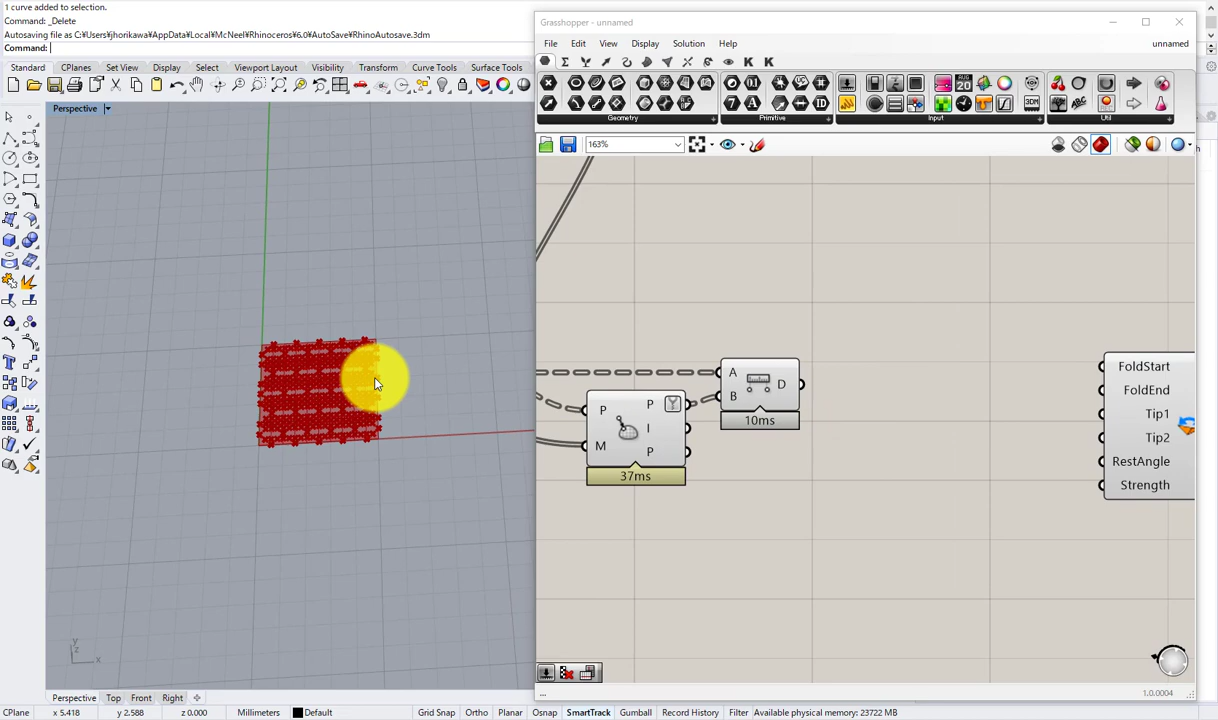 1 curve added to selection.
Command: _Delete
Autosaving file as C:¥Users¥jhorikawa¥AppData¥Local¥McNeel¥Rhinoceros¥6.0¥AutoSave¥RhinoAutosave.3dm
Command:
Standard CPlanes Set View Display Select Viewport Layout Visibility Transform Curve Tools Surface Tools
Perspective
Grasshopper - unnamed
File Edit View Display Solution Help unnamed
Geometry Primitive Input Util
163%
FoldStart
FoldEnd
Tip1
Tip2
RestAngle
Strength
A D
B
10ms
P P
I
M P
37ms
y
z x
Perspective Top Front Right
1.0.0004
CPlane x 5.418 y 2.588 z 0.000 Millimeters Default Grid Snap Ortho Planar Osnap SmartTrack Gumball Record History Filter Available physical memory: 23722 MB